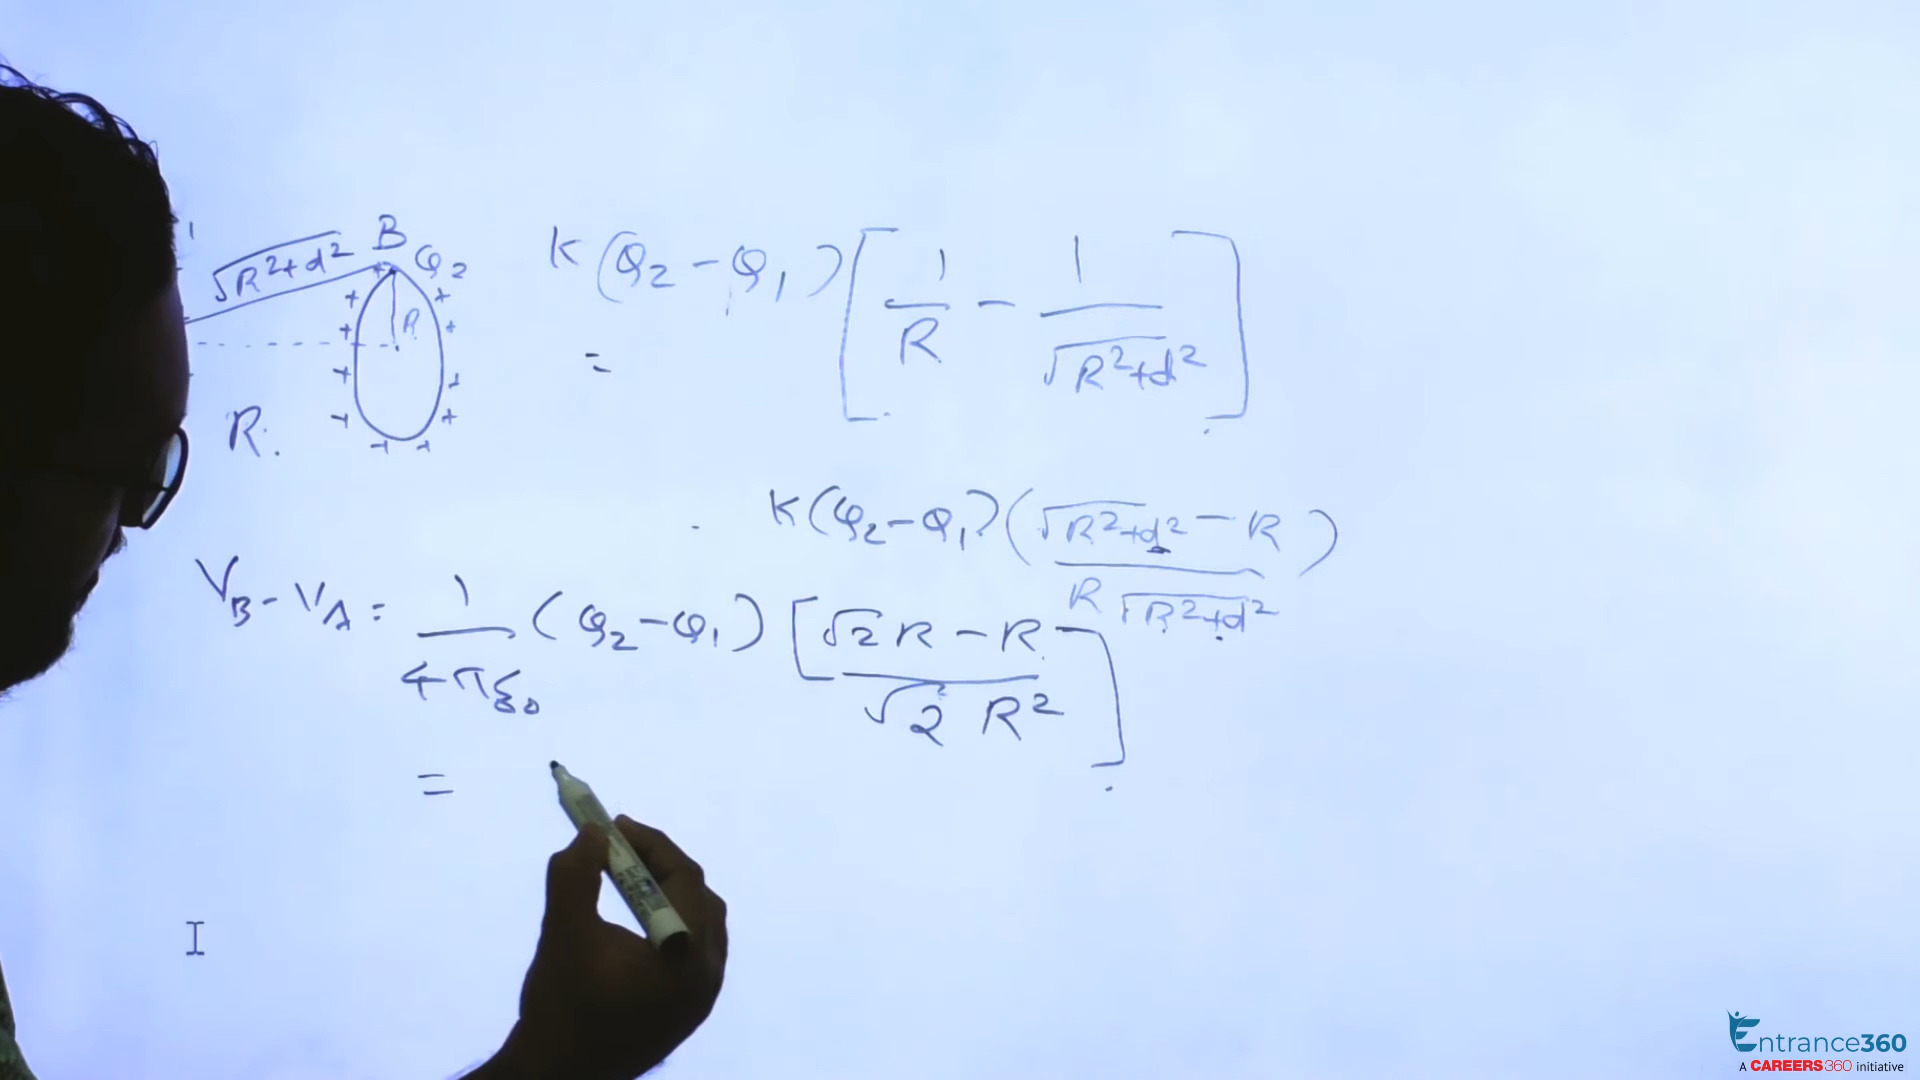 √R²+d² B Q₂
R
R.
K(Q₂-Q₁)[1/R - 1/√R²+d²]
=
K(Q₂-Q₁)(√R²+d² - R / R√R²+d²)
V_B-V_A = 1/4πε₀ (Q₂-Q₁)[√2R-R / √2 R²]
=
Entrance360
A CAREERS360 initiative